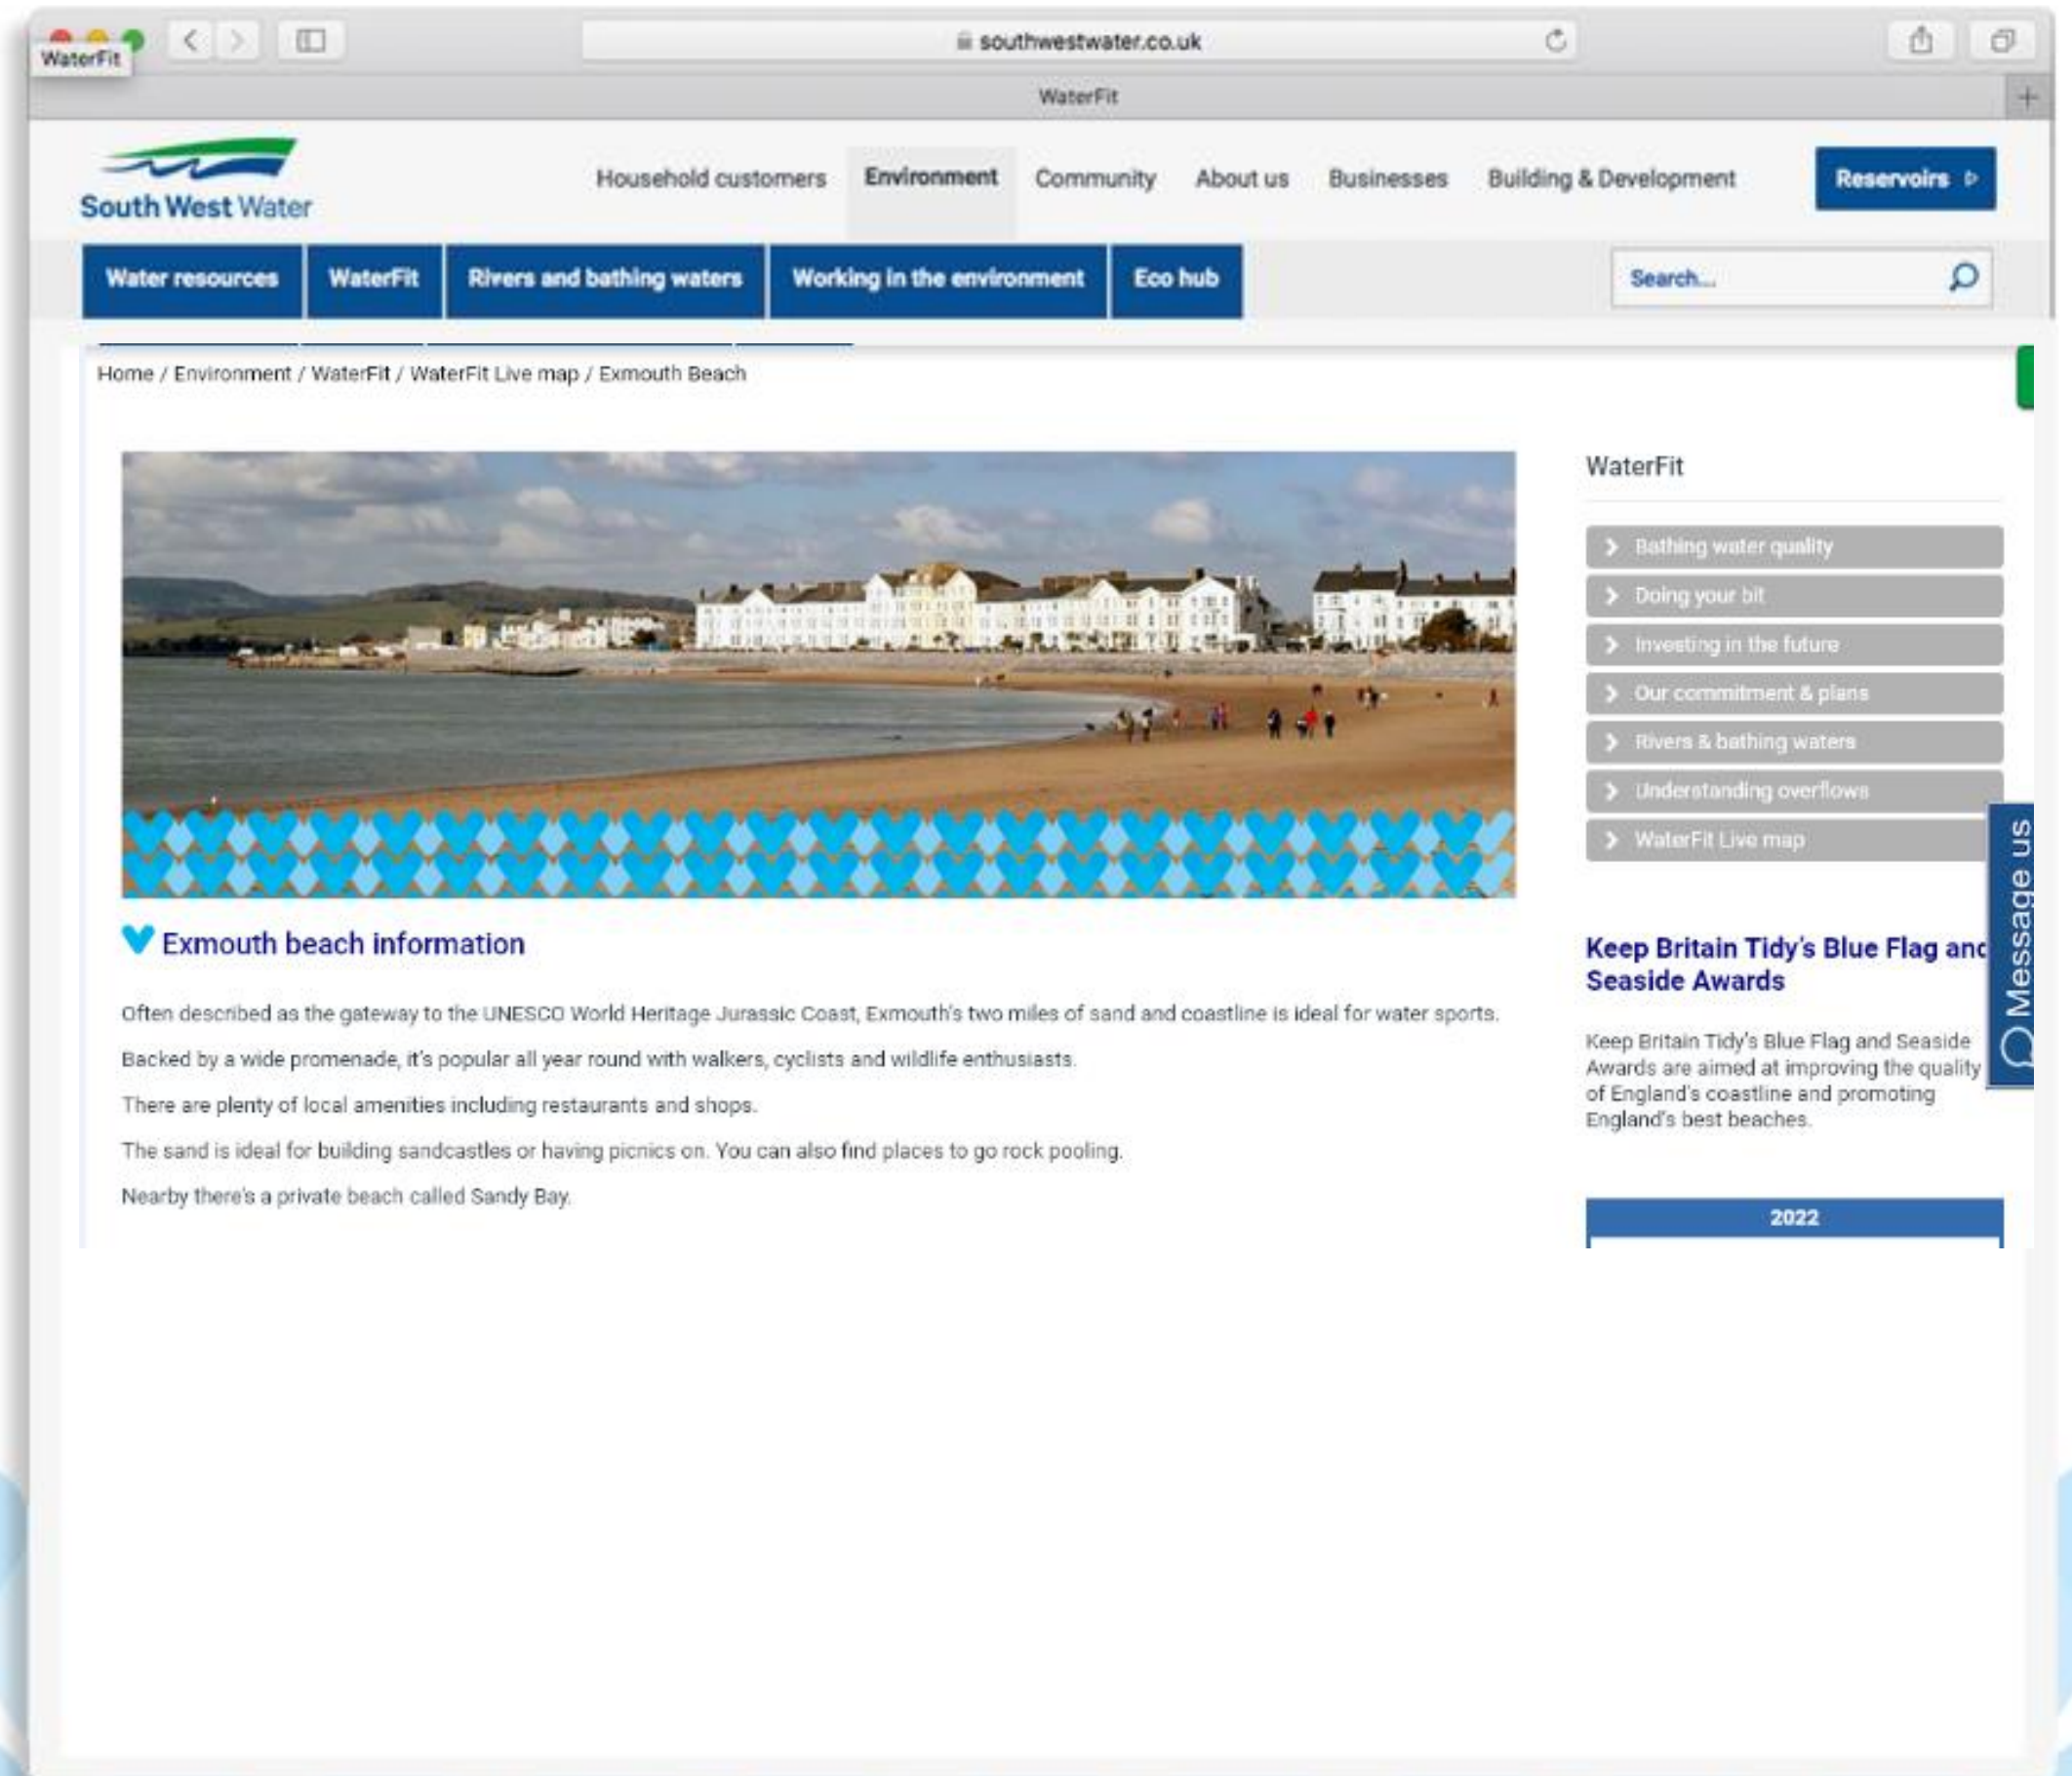 WaterFit
southwestwater.co.uk
WaterFit
South West Water
Household customers
Environment
Community
About us
Businesses
Building & Development
Reservoirs
Water resources
WaterFit
Rivers and bathing waters
Working in the environment
Eco hub
Search...
Home / Environment / WaterFit / WaterFit Live map / Exmouth Beach
Exmouth beach information
Often described as the gateway to the UNESCO World Heritage Jurassic Coast, Exmouth's two miles of sand and coastline is ideal for water sports.
Backed by a wide promenade, it's popular all year round with walkers, cyclists and wildlife enthusiasts.
There are plenty of local amenities including restaurants and shops.
The sand is ideal for building sandcastles or having picnics on. You can also find places to go rock pooling.
Nearby there's a private beach called Sandy Bay.
WaterFit
Bathing water quality
Doing your bit
Investing in the future
Our commitment & plans
Rivers & bathing waters
Understanding overflows
WaterFit Live map
Keep Britain Tidy's Blue Flag and
Seaside Awards
Keep Britain Tidy's Blue Flag and Seaside
Awards are aimed at improving the quality
of England's coastline and promoting
England's best beaches.
2022
Message us